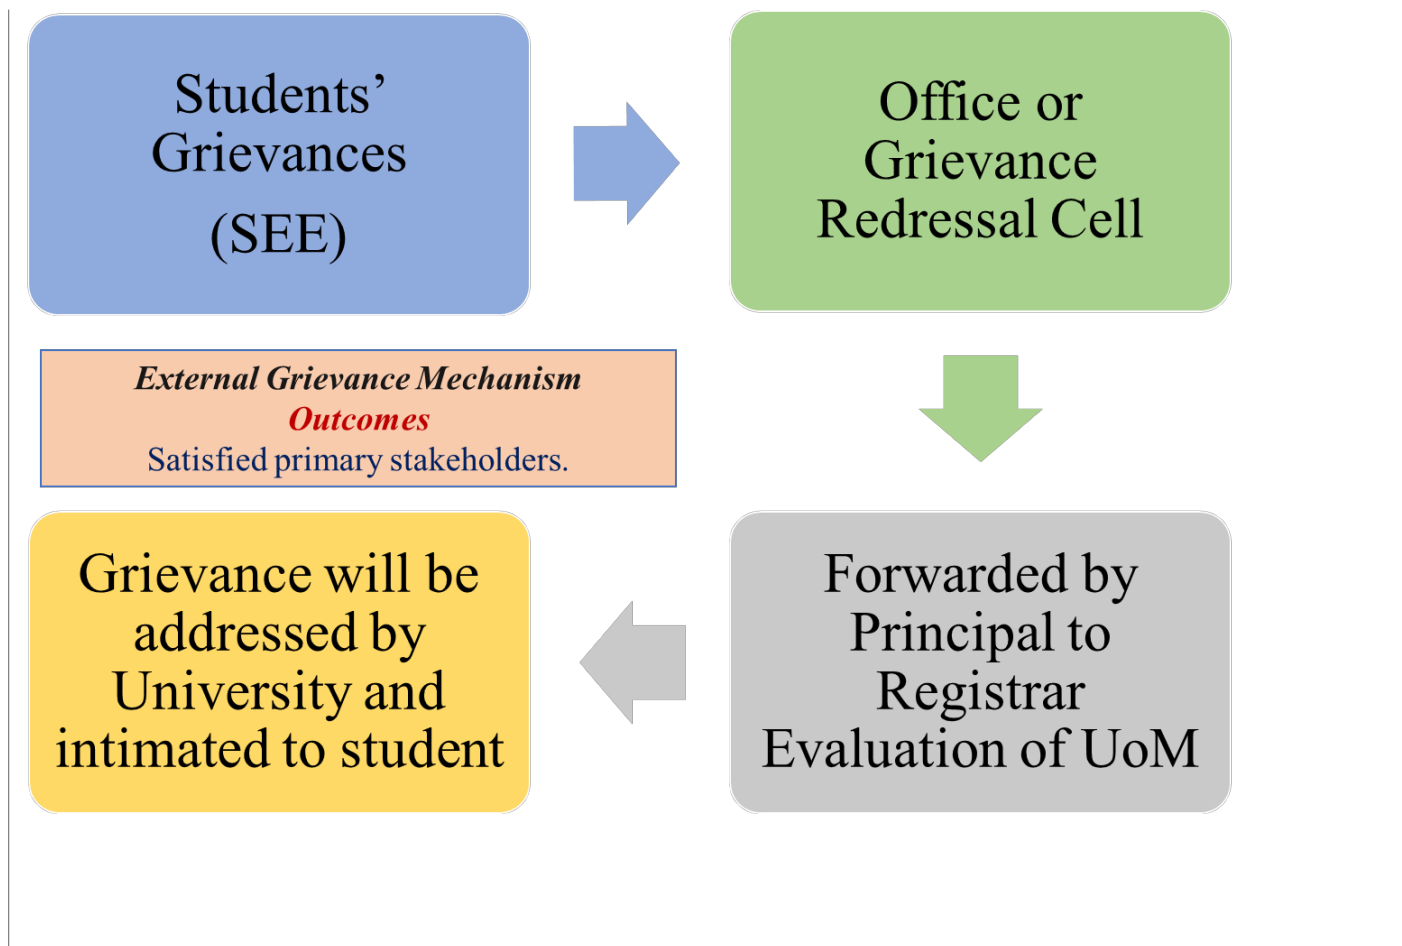 Students’
Grievances
(SEE)
Office or
Grievance
Redressal Cell
External Grievance Mechanism
Outcomes
Satisfied primary stakeholders.
Forwarded by
Principal to
Registrar
Evaluation of UoM
Grievance will be
addressed by
University and
intimated to student